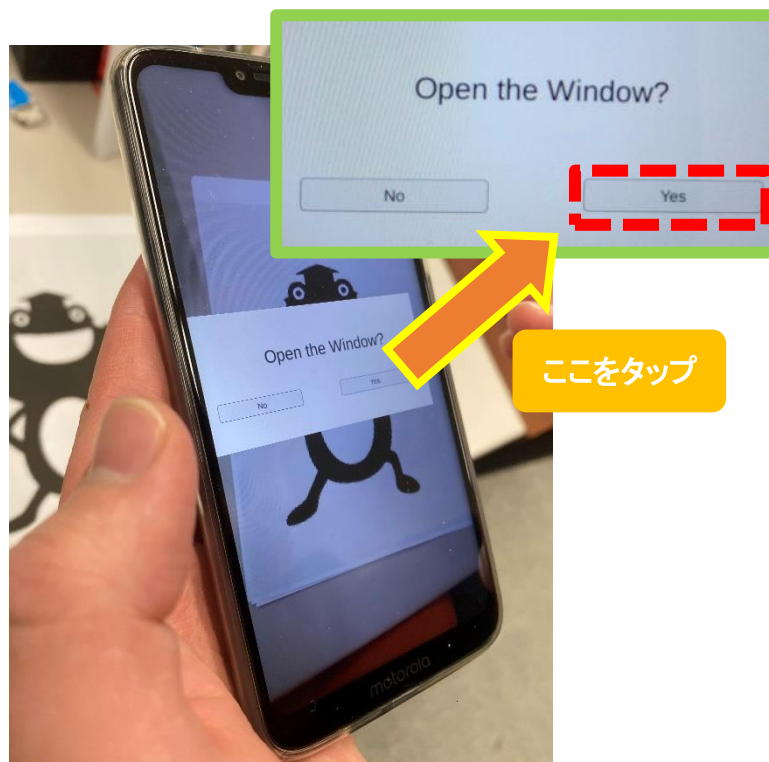 Open the Window?
No
Yes
ここをタップ
Open the Window?
No
Yes
motorola